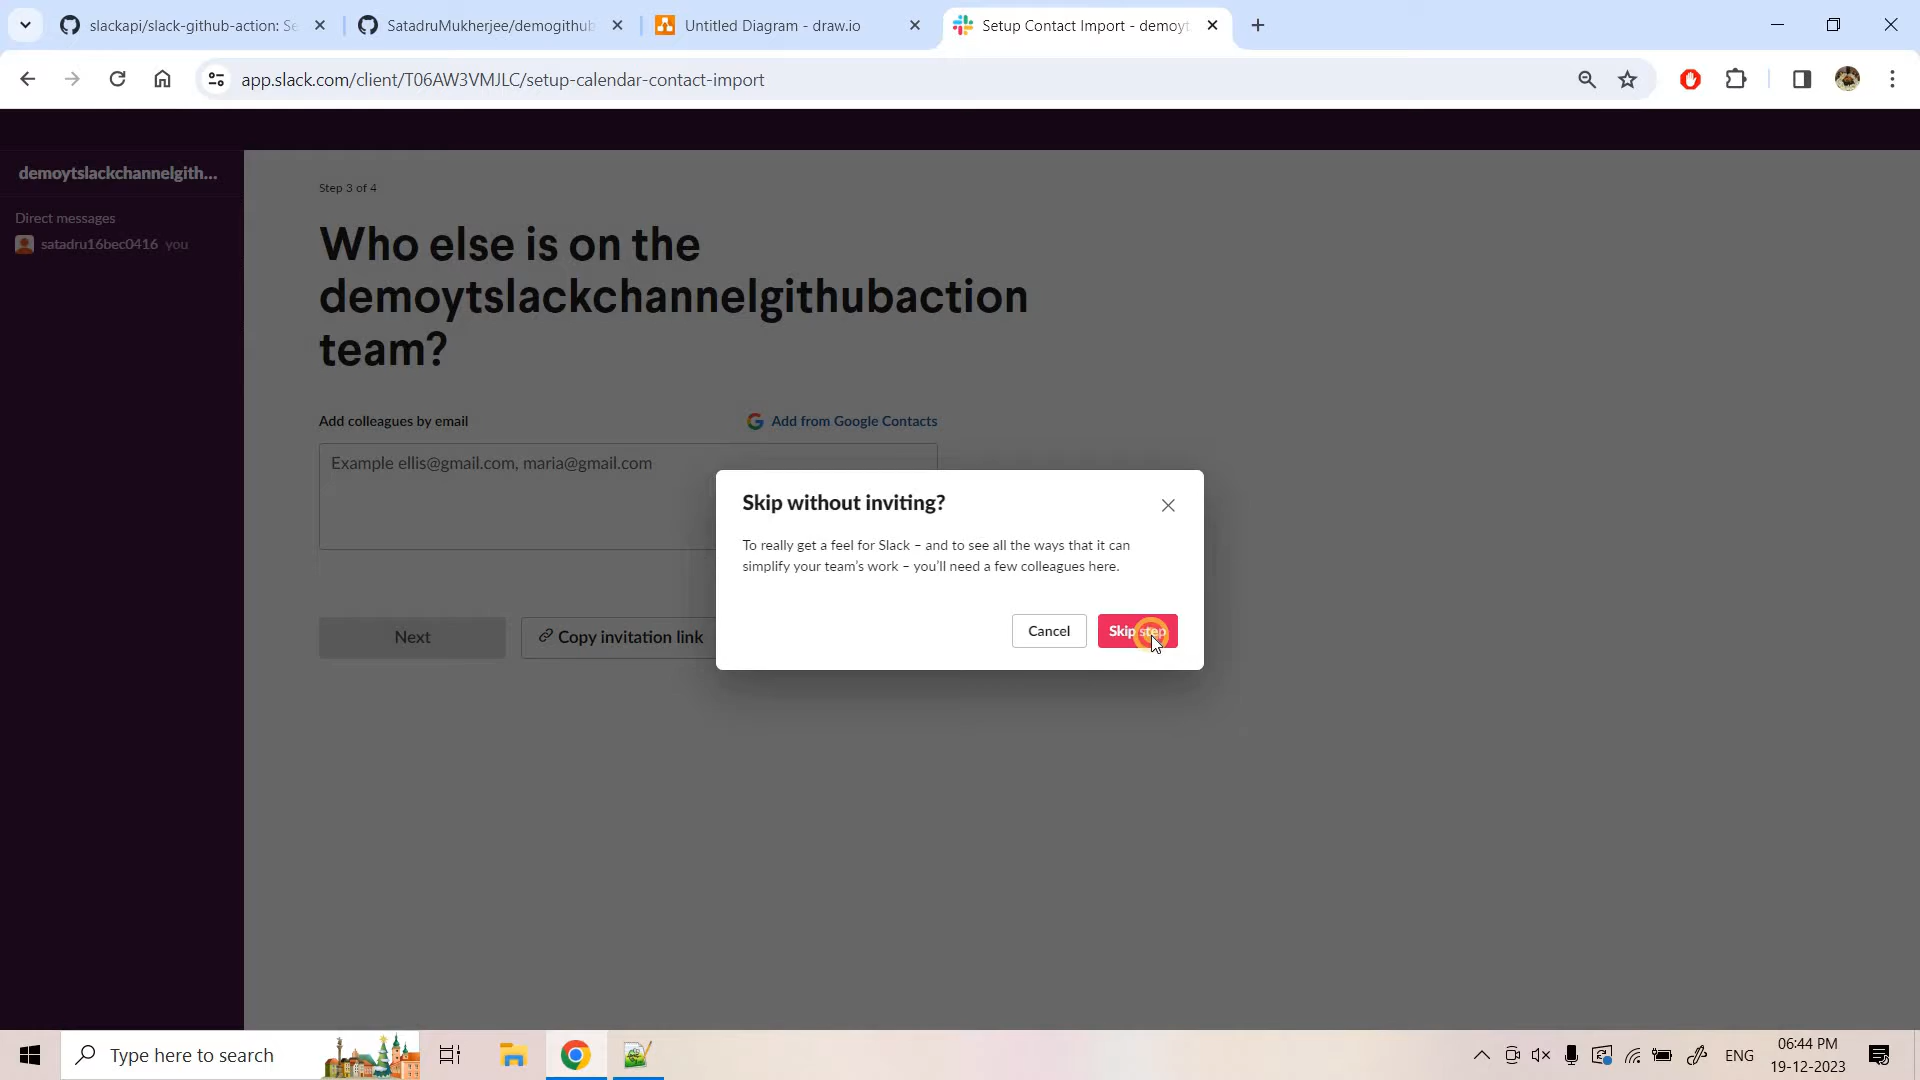 slackapi/slack-github-action: Se
SatadruMukherjee/demogithub
Untitled Diagram - draw.io
Setup Contact Import - demoyt
app.slack.com/client/T06AW3VMJLC/setup-calendar-contact-import
demoytslackchannelgith...
Direct messages
satadru16bec0416 you
Step 3 of 4
Who else is on the
demoytslackchannelgithubaction
team?
Add colleagues by email
Add from Google Contacts
Example ellis@gmail.com, maria@gmail.com
Skip without inviting?
To really get a feel for Slack – and to see all the ways that it can
simplify your team's work – you'll need a few colleagues here.
Cancel
Skip step
Next
Copy invitation link
Type here to search
ENG
06:44 PM
19-12-2023